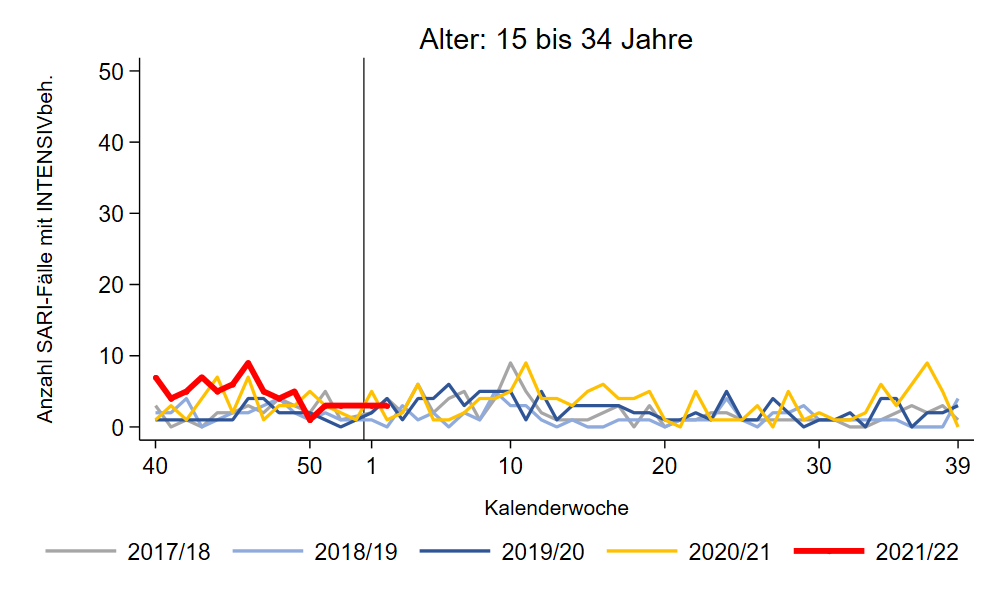 Alter: 15 bis 34 Jahre
Anzahl SARI-Fälle mit INTENSIVbeh.
50
40
30
20
10
0
40 50 1 10 20 30 39
Kalenderwoche
2017/18 2018/19 2019/20 2020/21 2021/22